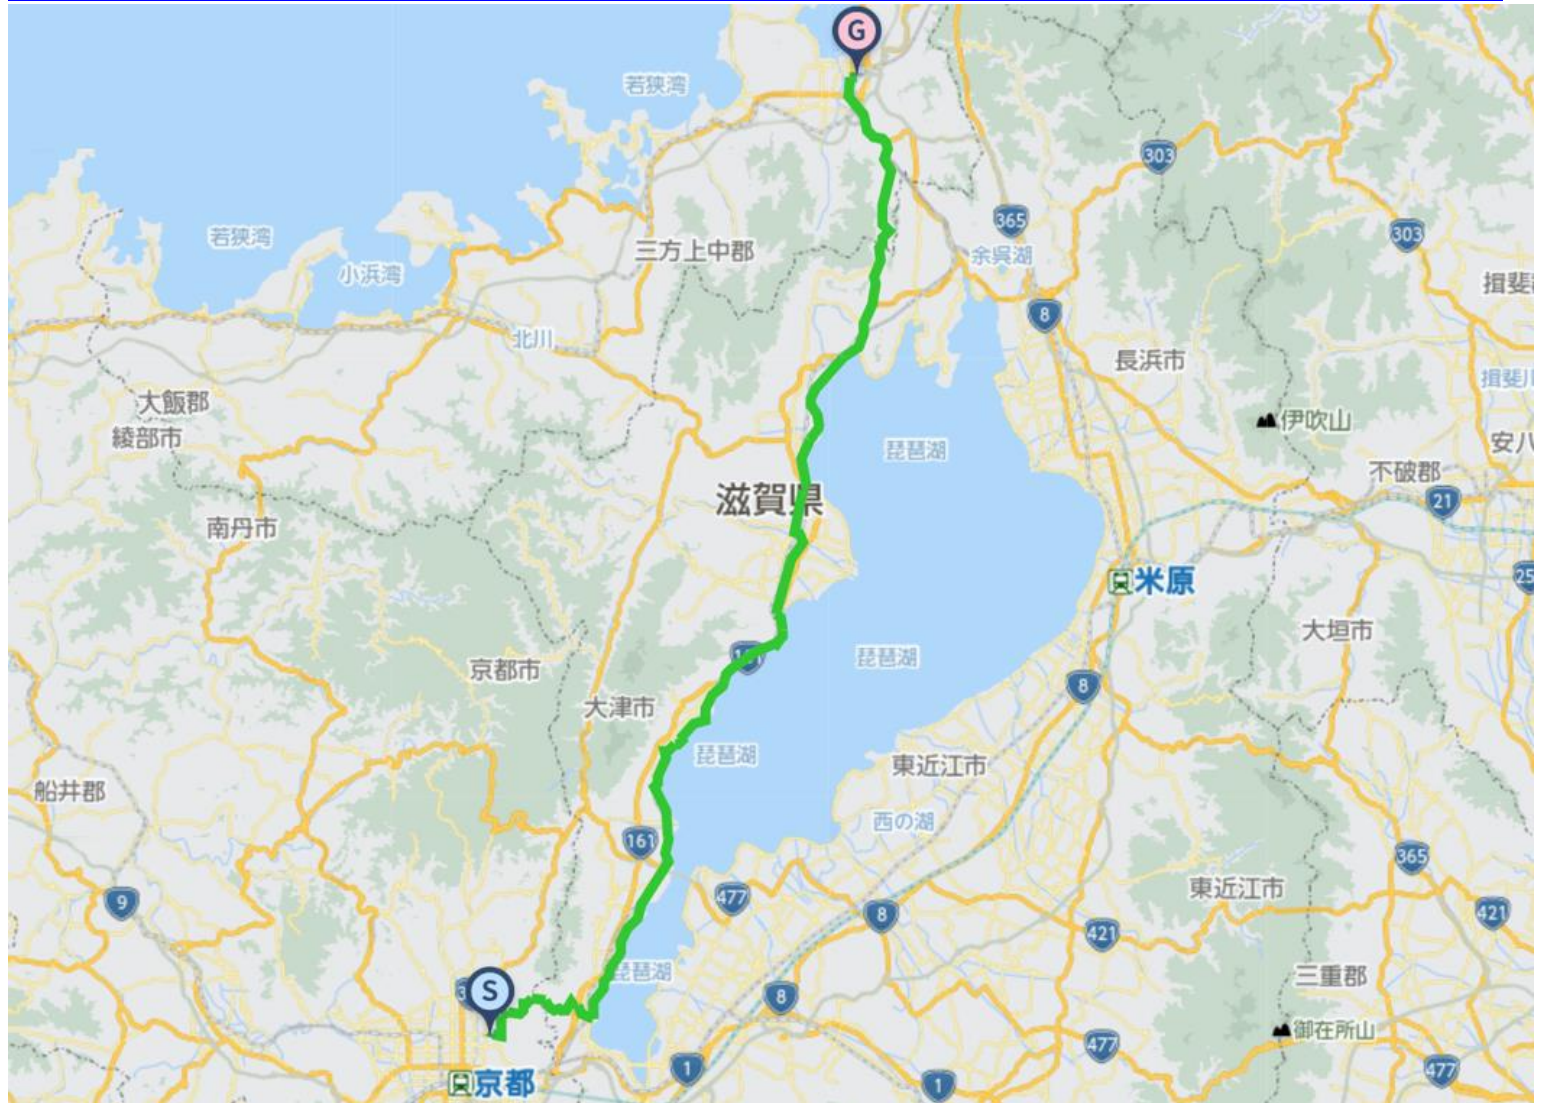 G
若狭湾
303
365
303
若狭湾
三方上中郡
余呉湖
小浜湾
揖斐
8
北川
長浜市
揖斐川
大飯郡
伊吹山
綾部市
琵琶湖
安八
不破郡
滋賀県
21
南丹市
米原
25
大垣市
琵琶湖
京都市
8
大津市
琵琶湖
東近江市
船井郡
西の湖
161
365
東近江市
477
9
8
421
421
琵琶湖
三重郡
S
3
8
御在所山
477
1
477
京都
1